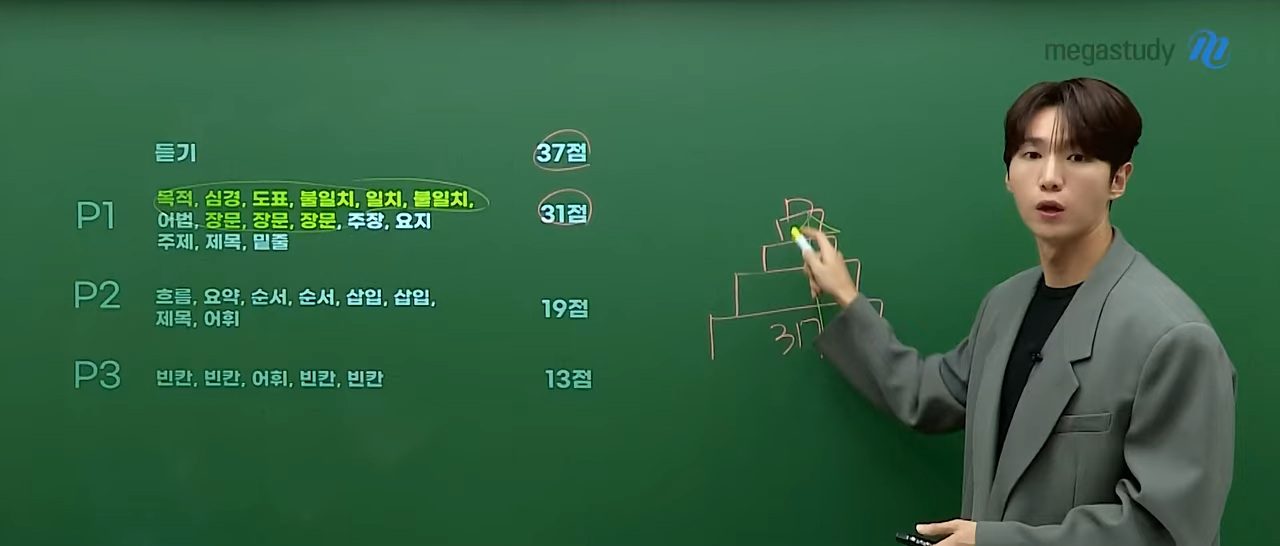 megastudy
듣기 37점
P1 목적, 심경, 도표, 불일치, 일치, 불일치, 31점
어법, 장문, 장문, 장문, 주장, 요지
주제, 제목, 밑줄
P2 흐름, 요약, 순서, 순서, 삽입, 삽입, 19점
제목, 어휘
P3 빈칸, 빈칸, 어휘, 빈칸, 빈칸 13점